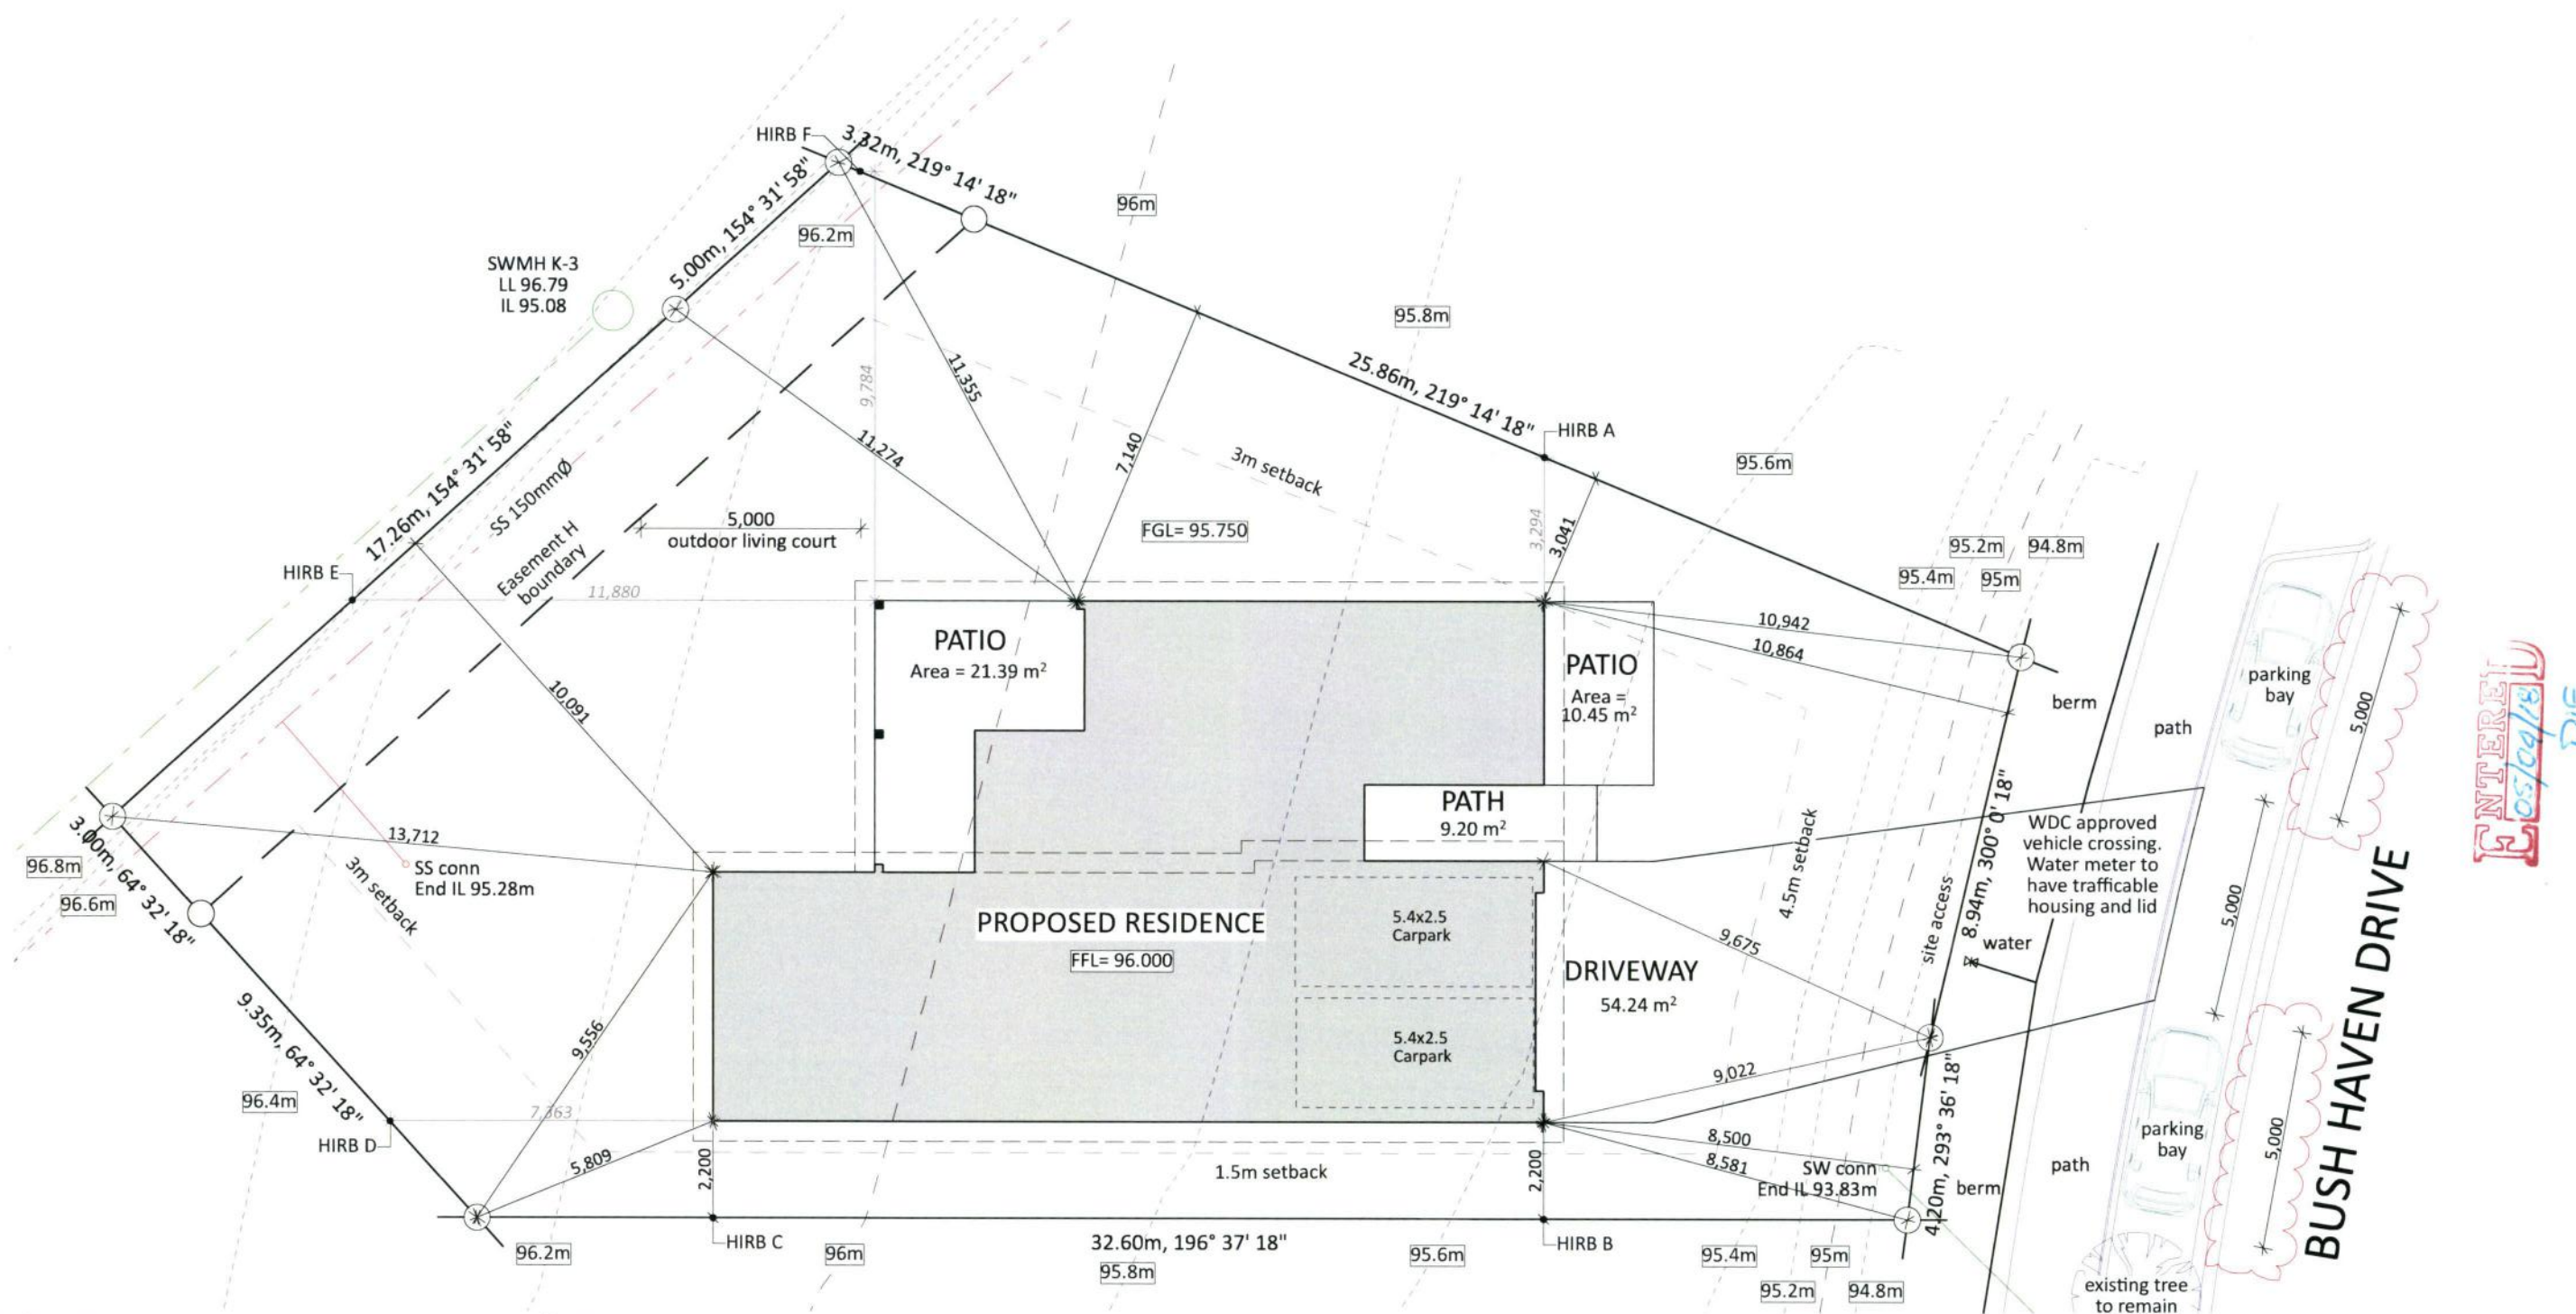 HIRB F
3.32m, 219° 14' 18"
5.00m, 154° 31' 58"
96.2m
96m
SWMH K-3
LL 96.79
IL 95.08
95.8m
9,784
11,355
25.86m, 219° 14' 18"
HIRB A
11,274
7,140
3m setback
95.6m
17.26m, 154° 31' 58"
SS 150mmØ
5,000
outdoor living court
FGL= 95.750
3,294
3,041
95.2m
94.8m
95.4m
95m
HIRB E
Easement H
boundary
11,880
10,942
10,864
PATIO
Area = 21.39 m²
PATIO
Area =
10.45 m²
10,091
berm
path
parking
bay
5,000
ENTERED
05/04/18
PATH
9.20 m²
3.00m, 64° 32' 18"
13,712
SS conn
End IL 95.28m
96.8m
96.6m
3m setback
4.5m setback
8.94m, 300° 0' 18"
WDC approved
vehicle crossing.
Water meter to
have trafficable
housing and lid
site access
water
PROPOSED RESIDENCE
FFL= 96.000
5.4x2.5
Carpark
9,675
DRIVEWAY
54.24 m²
5,000
BUSH HAVEN DRIVE
9.35m, 64° 32' 18"
9,556
5.4x2.5
Carpark
9,022
96.4m
7,363
HIRB D
5,809
2,200
1.5m setback
2,200
8,500
8,581
SW conn
End IL 93.83m
4.20m, 293° 36' 18"
berm
path
parking
bay
5,000
HIRB C
32.60m, 196° 37' 18"
HIRB B
96.2m
96m
95.8m
95.6m
95.4m
95m
95.2m
94.8m
existing tree
to remain